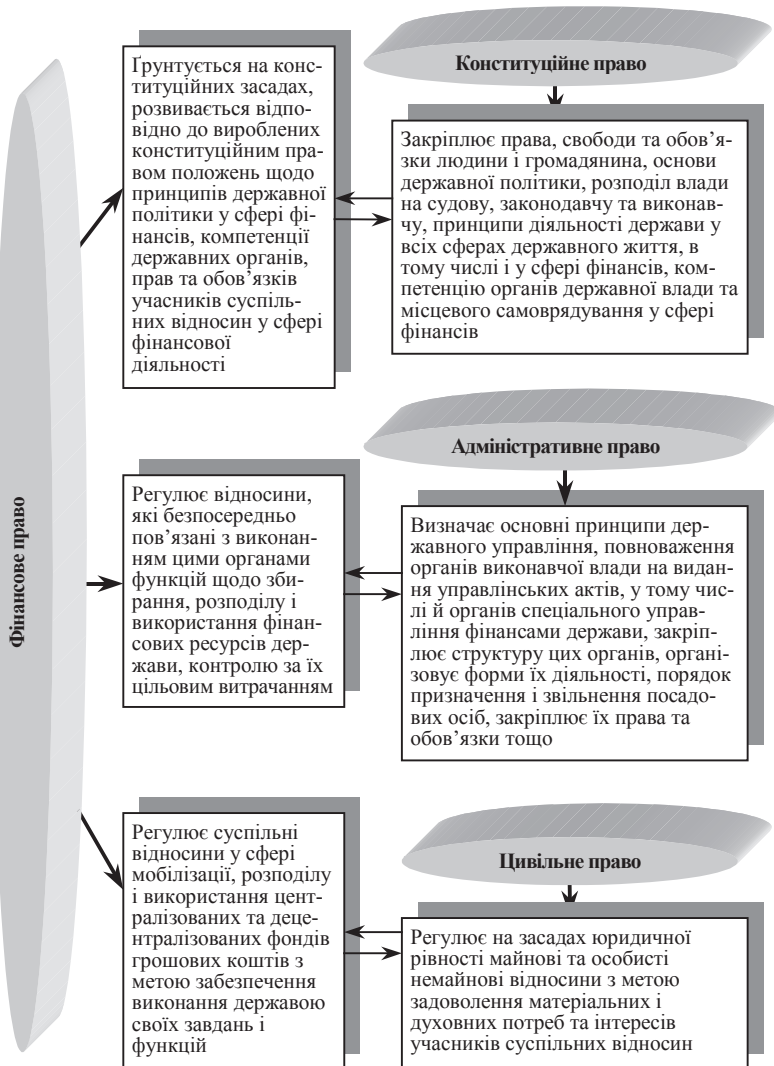 Фінансове право
Ґрунтується на конс-
титуційних засадах,
розвивається відпо-
відно до вироблених
конституційним пра-
вом положень щодо
принципів державної
політики у сфері фі-
нансів, компетенції
державних органів,
прав та обов’язків
учасників суспіль-
них відносин у сфері
фінансової
діяльності
Конституційне право
Закріплює права, свободи та обов’я-
зки людини і громадянина, основи
державної політики, розподіл влади
на судову, законодавчу та виконав-
чу, принципи діяльності держави у
всіх сферах державного життя, в
тому числі і у сфері фінансів, ком-
петенцію органів державної влади та
місцевого самоврядування у сфері
фінансів
Регулює відносини,
які безпосередньо
пов’язані з виконан-
ням цими органами
функцій щодо зби-
рання, розподілу і
використання фінан-
сових ресурсів дер-
жави, контролю за їх
цільовим витрачанням
Адміністративне право
Визначає основні принципи дер-
жавного управління, повноваження
органів виконавчої влади на видан-
ня управлінських актів, у тому чис-
лі й органів спеціального управ-
ління фінансами держави, закріп-
лює структуру цих органів, органі-
зовує форми їх діяльності, порядок
призначення і звільнення посадо-
вих осіб, закріплює їх права та
обов’язки тощо
Регулює суспільні
відносини у сфері
мобілізації, розподілу
і використання цент-
ралізованих та деце-
нтралізованих фондів
грошових коштів з
метою забезпечення
виконання державою
своїх завдань і
функцій
Цивільне право
Регулює на засадах юридичної
рівності майнові та особисті
немайнові відносини з метою
задоволення матеріальних і
духовних потреб та інтересів
учасників суспільних відносин